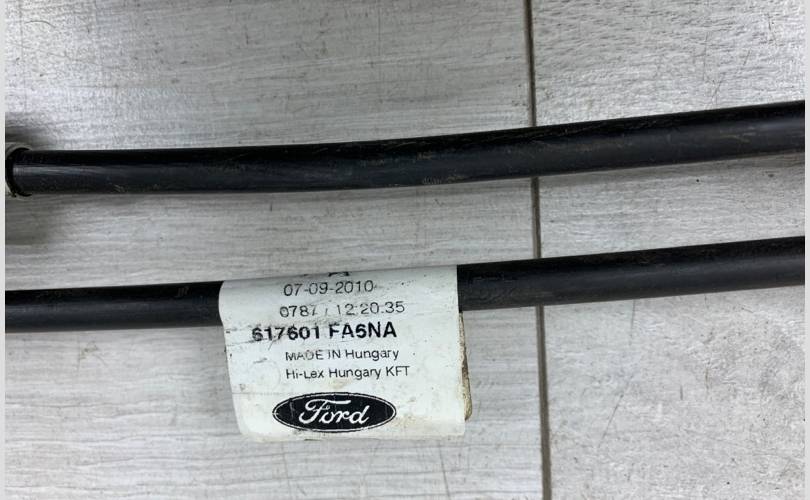 07-09-2010
0787 / 12:20:35
617601 FA6NA
MADE IN Hungary
Hi-Lex Hungary KFT
Ford